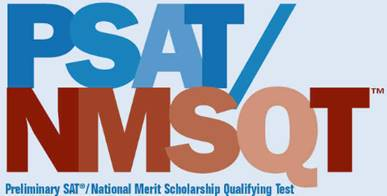 PSAT/
NMSQT™
Preliminary SAT®/National Merit Scholarship Qualifying Test